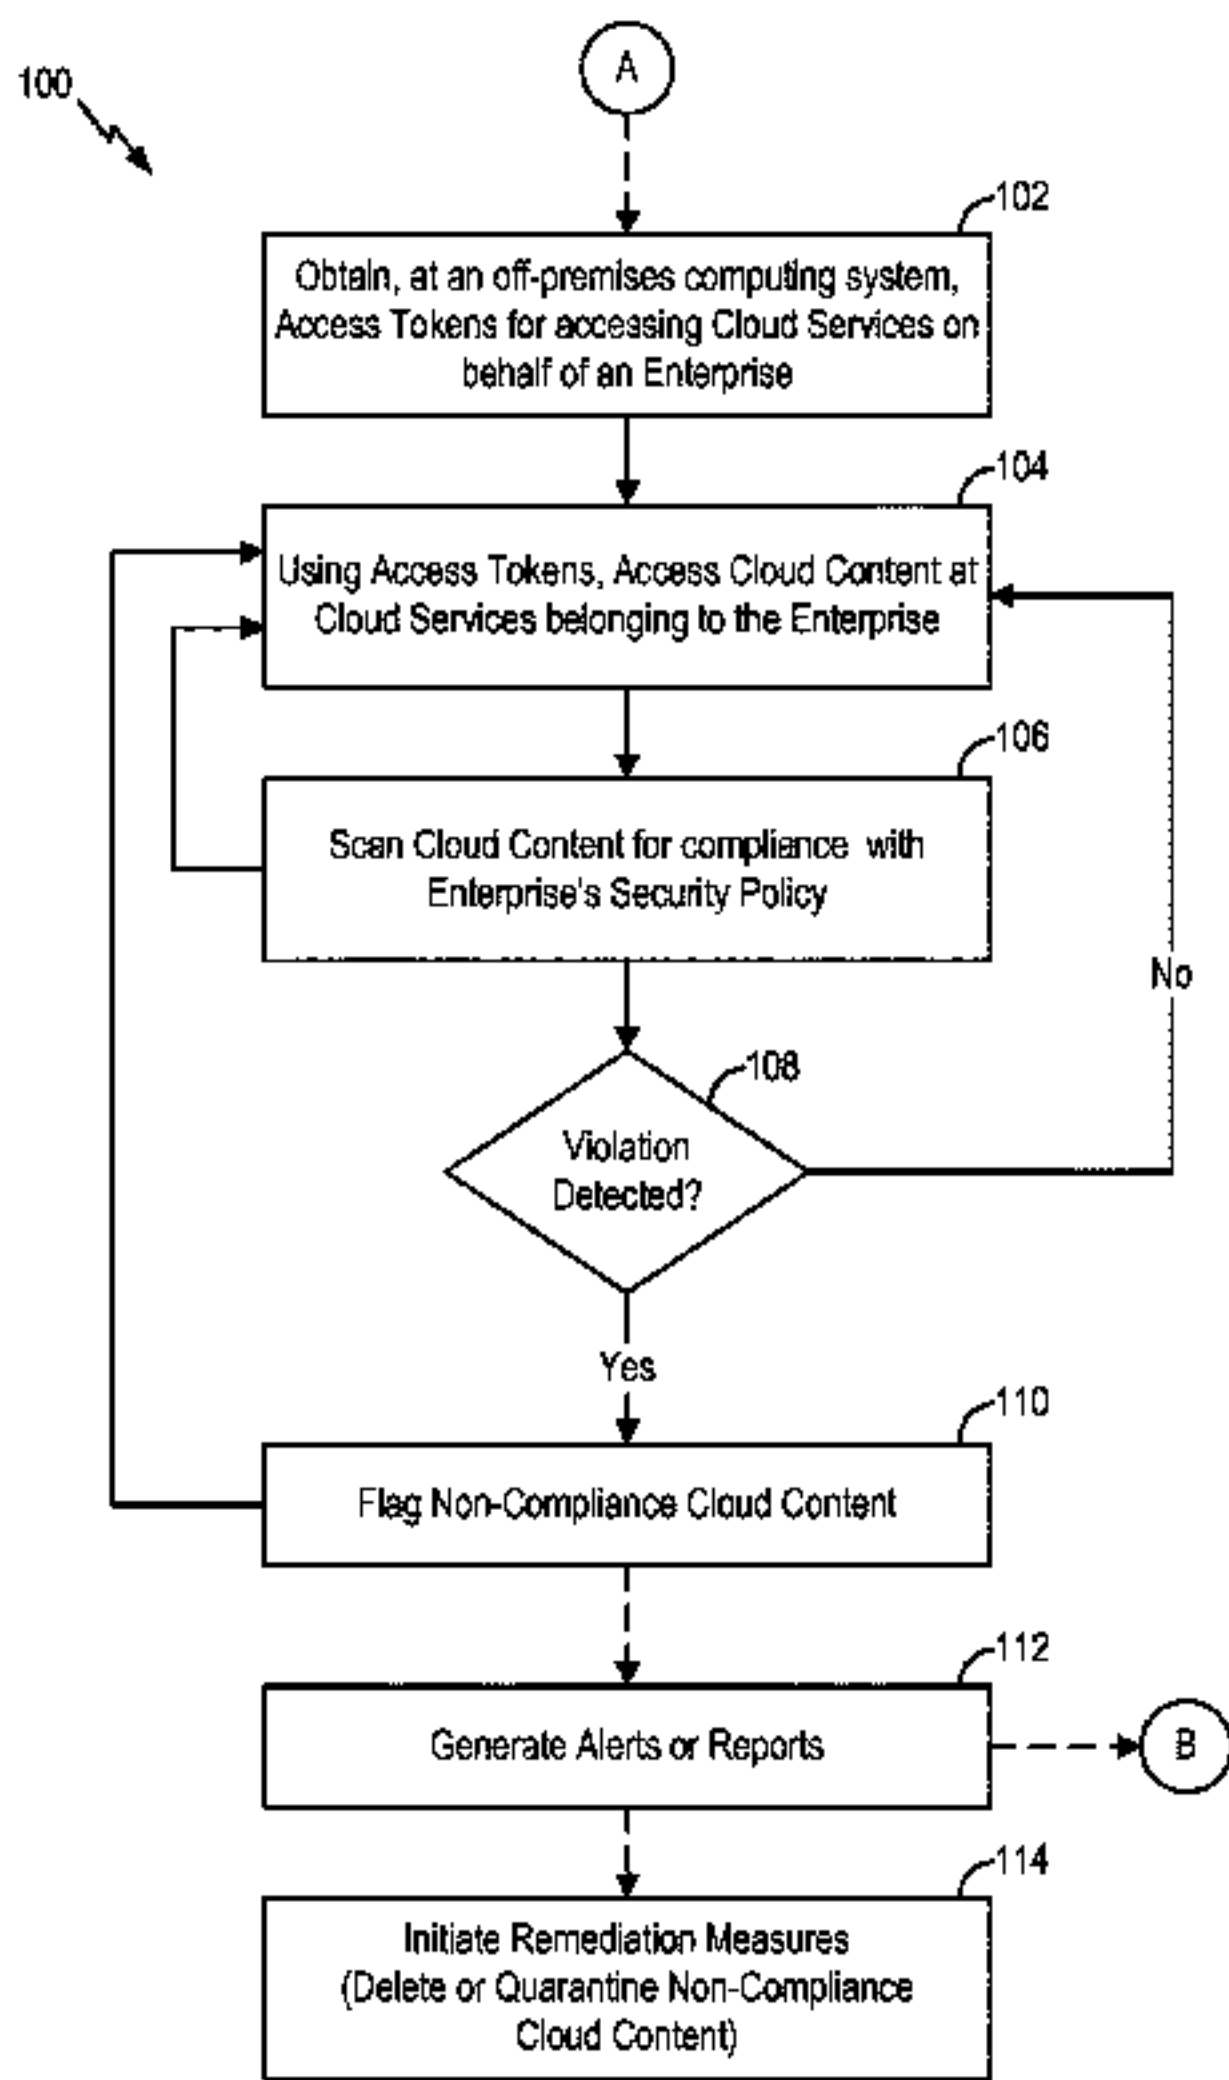 A
100
102
Obtain, at an off-premises computing system,
Access Tokens for accessing Cloud Services on
behalf of an Enterprise
104
Using Access Tokens, Access Cloud Content at
Cloud Services belonging to the Enterprise
106
Scan Cloud Content for compliance with
Enterprise's Security Policy
No
108
Violation
Detected?
Yes
110
Flag Non-Compliance Cloud Content
112
Generate Alerts or Reports
B
114
Initiate Remediation Measures
(Delete or Quarantine Non-Compliance
Cloud Content)